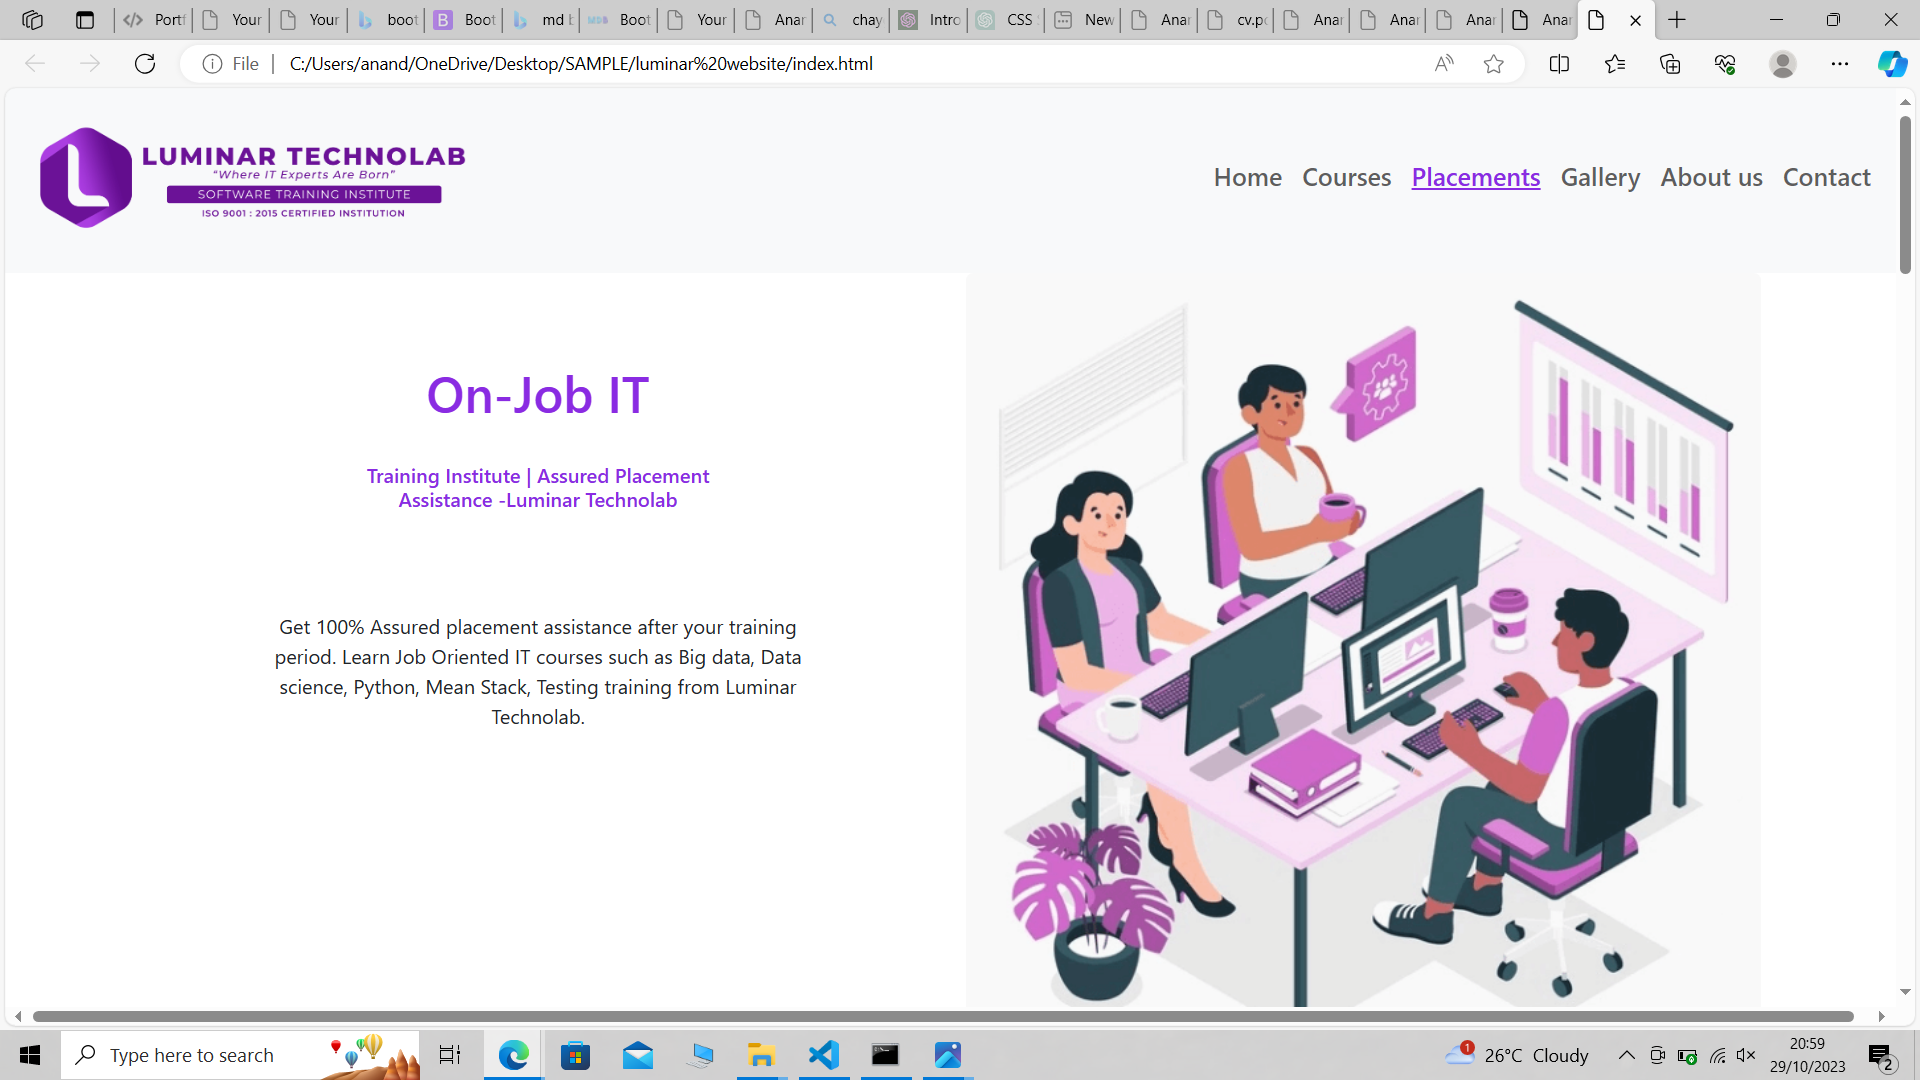 Portf
Your
Your
boot
Boot
md b
Boot
Your
Anar
chay
Intro
CSS
New
Anar
cv.po
Anar
Anar
Anar
Anar
File
C:/Users/anand/OneDrive/Desktop/SAMPLE/luminar%20website/index.html
LUMINAR TECHNOLAB
“Where IT Experts Are Born”
SOFTWARE TRAINING INSTITUTE
ISO 9001 : 2015 CERTIFIED INSTITUTION
Home Courses Placements Gallery About us Contact
On-Job IT
Training Institute | Assured Placement
Assistance -Luminar Technolab
Get 100% Assured placement assistance after your training
period. Learn Job Oriented IT courses such as Big data, Data
science, Python, Mean Stack, Testing training from Luminar
Technolab.
Type here to search
1
26°C Cloudy
20:59
29/10/2023
2